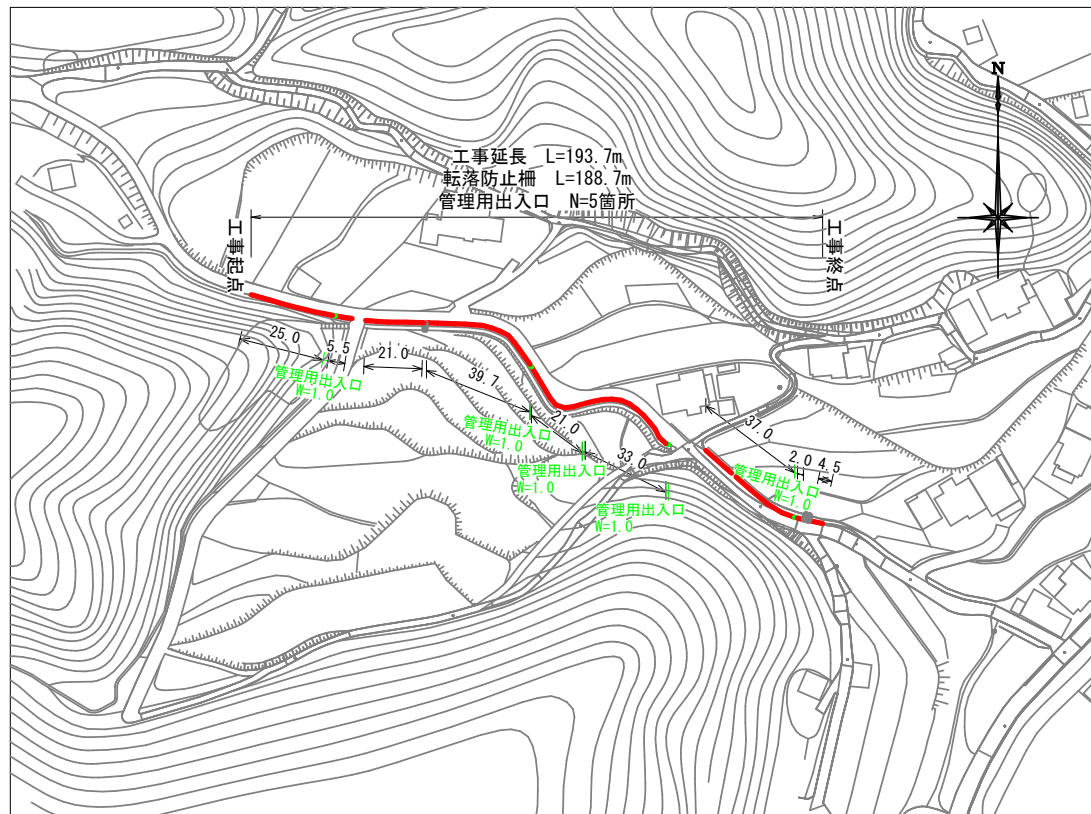 N
工事延長 L=193.7m
転落防止柵 L=188.7m
管理用出入口 N=5箇所
工事起点
工事終点
25.0
5.5
21.0
管理用出入口
W=1.0
39.7
管理用出入口
W=1.0
21.0
管理用出入口
W=1.0
33.0
管理用出入口
W=1.0
37.0
2.0
4.5
管理用出入口
W=1.0